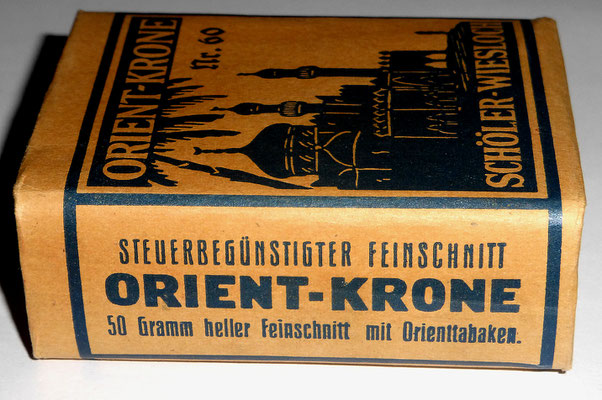 ORIENT-KRONE
Nr. 60
SCHÖLER-WIESLOCH
STEUERBEGÜNSTIGTER FEINSCHNITT
ORIENT-KRONE
50 Gramm heller Feinschnitt mit Orienttabaken.